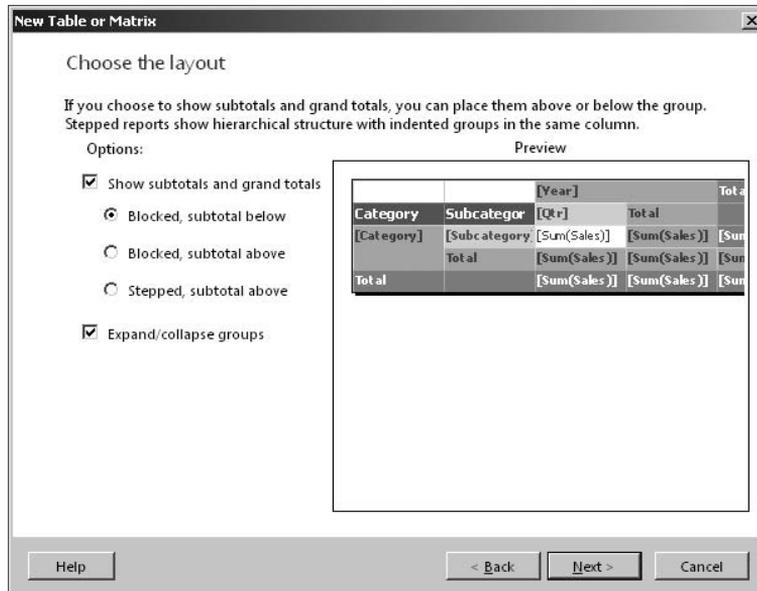 New Table or Matrix
Choose the layout
If you choose to show subtotals and grand totals, you can place them above or below the group.
Stepped reports show hierarchical structure with indented groups in the same column.
Options:
Preview
Show subtotals and grand totals
Blocked, subtotal below
Blocked, subtotal above
Stepped, subtotal above
Expand/collapse groups
[Year] Tota
Category Subcategor [Qtr] Total
[Category] [Subcategory [Sum(Sales)] [Sum(Sales)] [Sum
Total [Sum(Sales)] [Sum(Sales)] [Sum
Total [Sum(Sales)] [Sum(Sales)] [Sum
Help < Back Next > Cancel